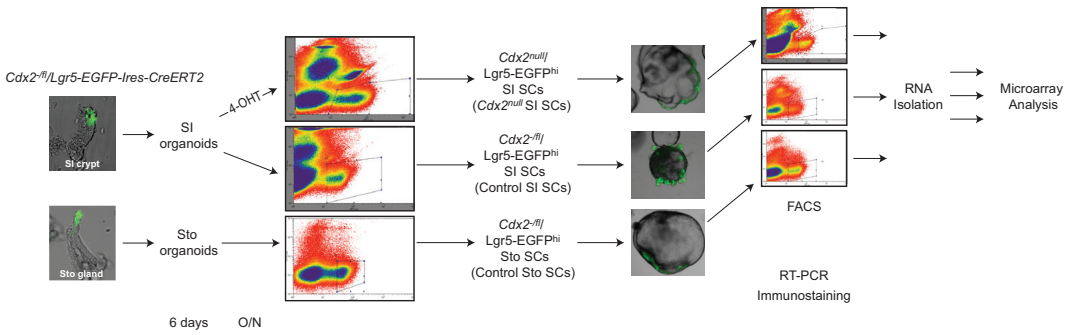 Cdx2-/fl/Lgr5-EGFP-Ires-CreERT2
SI crypt
SI
organoids
4-OHT
Cdx2null/
Lgr5-EGFPhi
SI SCs
(Cdx2null SI SCs)
Cdx2-/fl/
Lgr5-EGFPhi
SI SCs
(Control SI SCs)
Sto gland
Sto
organoids
Cdx2-/fl/
Lgr5-EGFPhi
Sto SCs
(Control Sto SCs)
FACS
RNA
Isolation
Microarray
Analysis
RT-PCR
Immunostaining
6 days
O/N